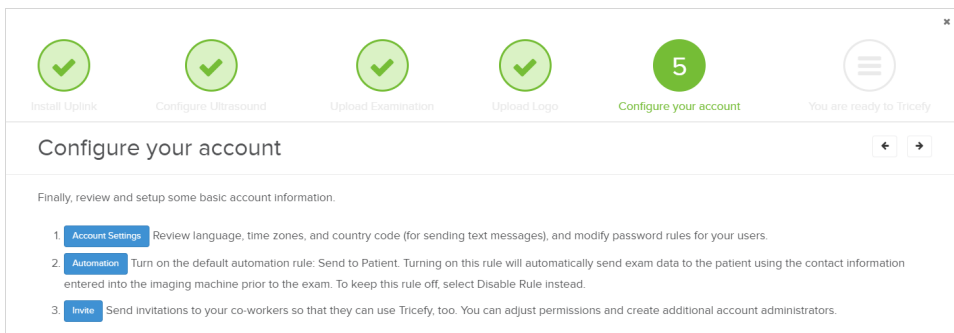 5
Install Uplink Configure Ultrasound Upload Examination Upload Logo Configure your account You are ready to Tricefy
Configure your account
Finally, review and setup some basic account information.
1. Account Settings Review language, time zones, and country code (for sending text messages), and modify password rules for your users.
2. Automation Turn on the default automation rule: Send to Patient. Turning on this rule will automatically send exam data to the patient using the contact information
entered into the imaging machine prior to the exam. To keep this rule off, select Disable Rule instead.
3. Invite Send invitations to your co-workers so that they can use Tricefy, too. You can adjust permissions and create additional account administrators.